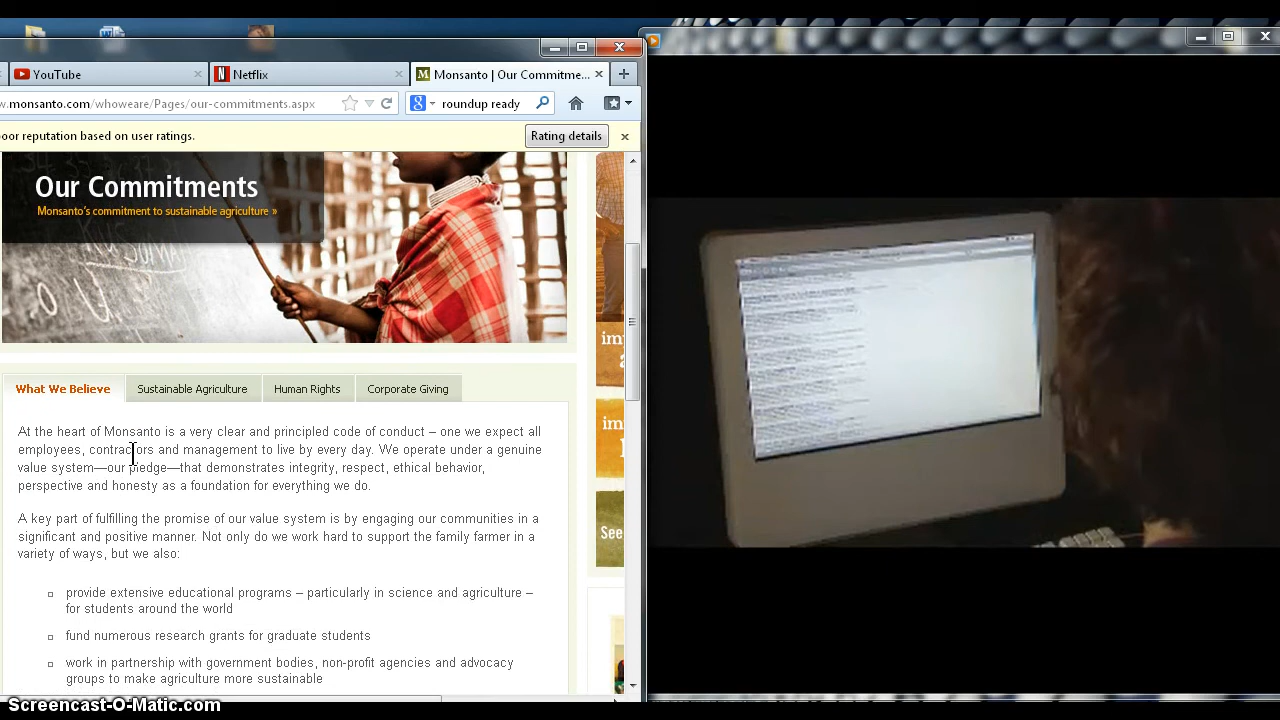 YouTube
Netflix
Monsanto | Our Commitme...
w.monsanto.com/whoweare/Pages/our-commitments.aspx
roundup ready
oor reputation based on user ratings.
Rating details
Our Commitments
Monsanto's commitment to sustainable agriculture »
What We Believe
Sustainable Agriculture
Human Rights
Corporate Giving
At the heart of Monsanto is a very clear and principled code of conduct – one we expect all
employees, contractors and management to live by every day. We operate under a genuine
value system—our pledge—that demonstrates integrity, respect, ethical behavior,
perspective and honesty as a foundation for everything we do.
A key part of fulfilling the promise of our value system is by engaging our communities in a
significant and positive manner. Not only do we work hard to support the family farmer in a
variety of ways, but we also:
provide extensive educational programs – particularly in science and agriculture –
for students around the world
fund numerous research grants for graduate students
work in partnership with government bodies, non-profit agencies and advocacy
groups to make agriculture more sustainable
im
im
See
Screencast-O-Matic.com